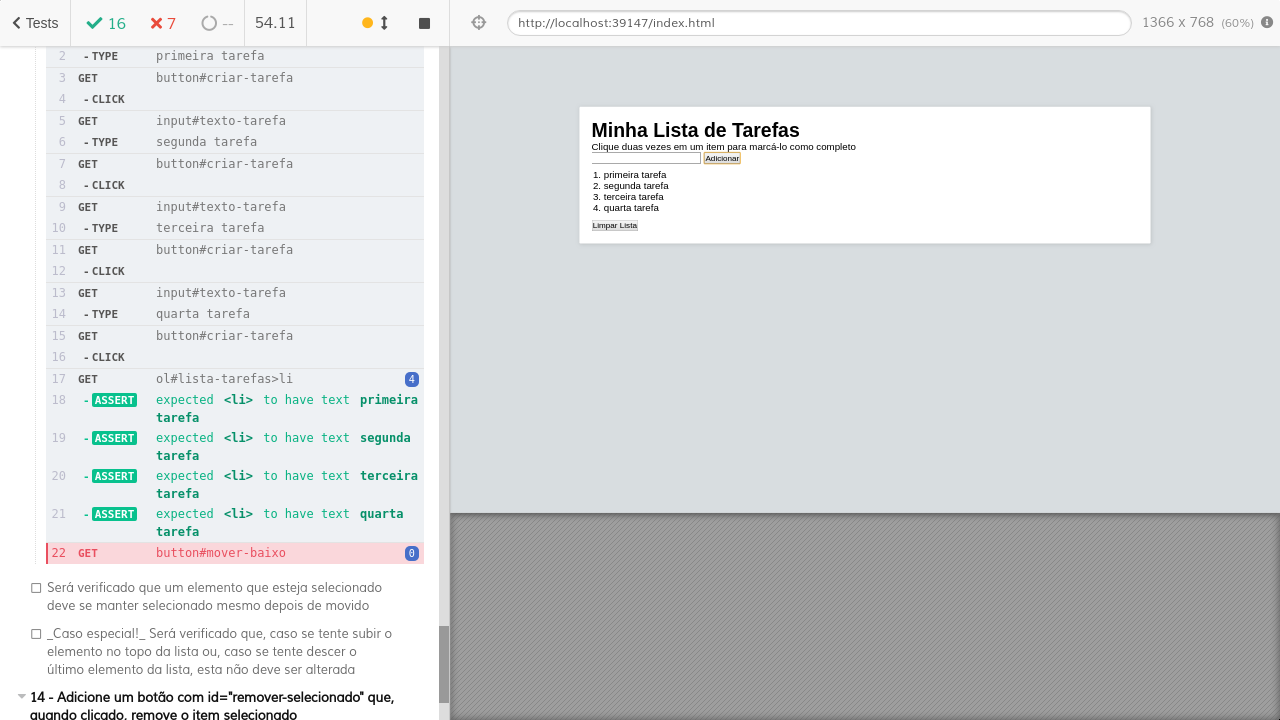 Tests
16
7
--
54.11
http://localhost:39147/index.html
1366 x 768 (60%)
2 - TYPE primeira tarefa
3 GET button#criar-tarefa
4 - CLICK
5 GET input#texto-tarefa
6 - TYPE segunda tarefa
7 GET button#criar-tarefa
8 - CLICK
9 GET input#texto-tarefa
10 - TYPE terceira tarefa
11 GET button#criar-tarefa
12 - CLICK
13 GET input#texto-tarefa
14 - TYPE quarta tarefa
15 GET button#criar-tarefa
16 - CLICK
17 GET ol#lista-tarefas>li 4
18 - ASSERT expected <li> to have text primeira
tarefa
19 - ASSERT expected <li> to have text segunda
tarefa
20 - ASSERT expected <li> to have text terceira
tarefa
21 - ASSERT expected <li> to have text quarta
tarefa
22 GET button#mover-baixo 0
Será verificado que um elemento que esteja selecionado
deve se manter selecionado mesmo depois de movido
_Caso especial!_ Será verificado que, caso se tente subir o
elemento no topo da lista ou, caso se tente descer o
último elemento da lista, esta não deve ser alterada
14 - Adicione um botão com id="remover-selecionado" que,
quando clicado, remove o item selecionado
Minha Lista de Tarefas
Clique duas vezes em um item para marcá-lo como completo
Adicionar
1. primeira tarefa
2. segunda tarefa
3. terceira tarefa
4. quarta tarefa
Limpar Lista